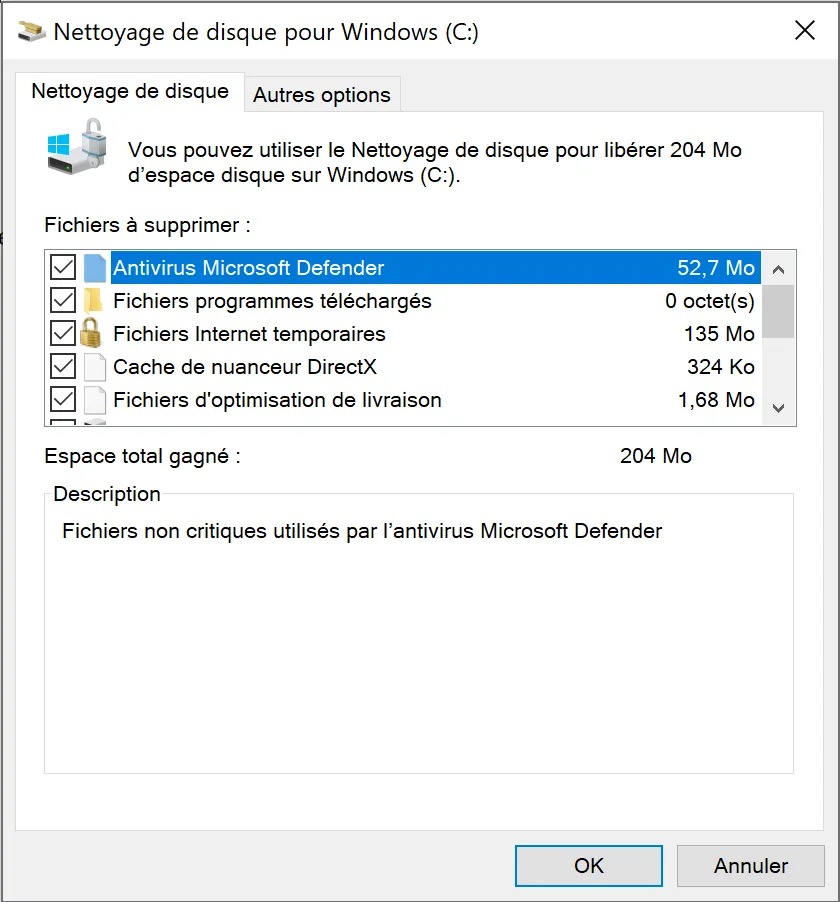 Nettoyage de disque pour Windows (C:)
Nettoyage de disque
Autres options
Vous pouvez utiliser le Nettoyage de disque pour libérer 204 Mo
d’espace disque sur Windows (C:).
Fichiers à supprimer :
Antivirus Microsoft Defender 52,7 Mo
Fichiers programmes téléchargés 0 octet(s)
Fichiers Internet temporaires 135 Mo
Cache de nuanceur DirectX 324 Ko
Fichiers d'optimisation de livraison 1,68 Mo
Espace total gagné : 204 Mo
Description
Fichiers non critiques utilisés par l’antivirus Microsoft Defender
OK
Annuler